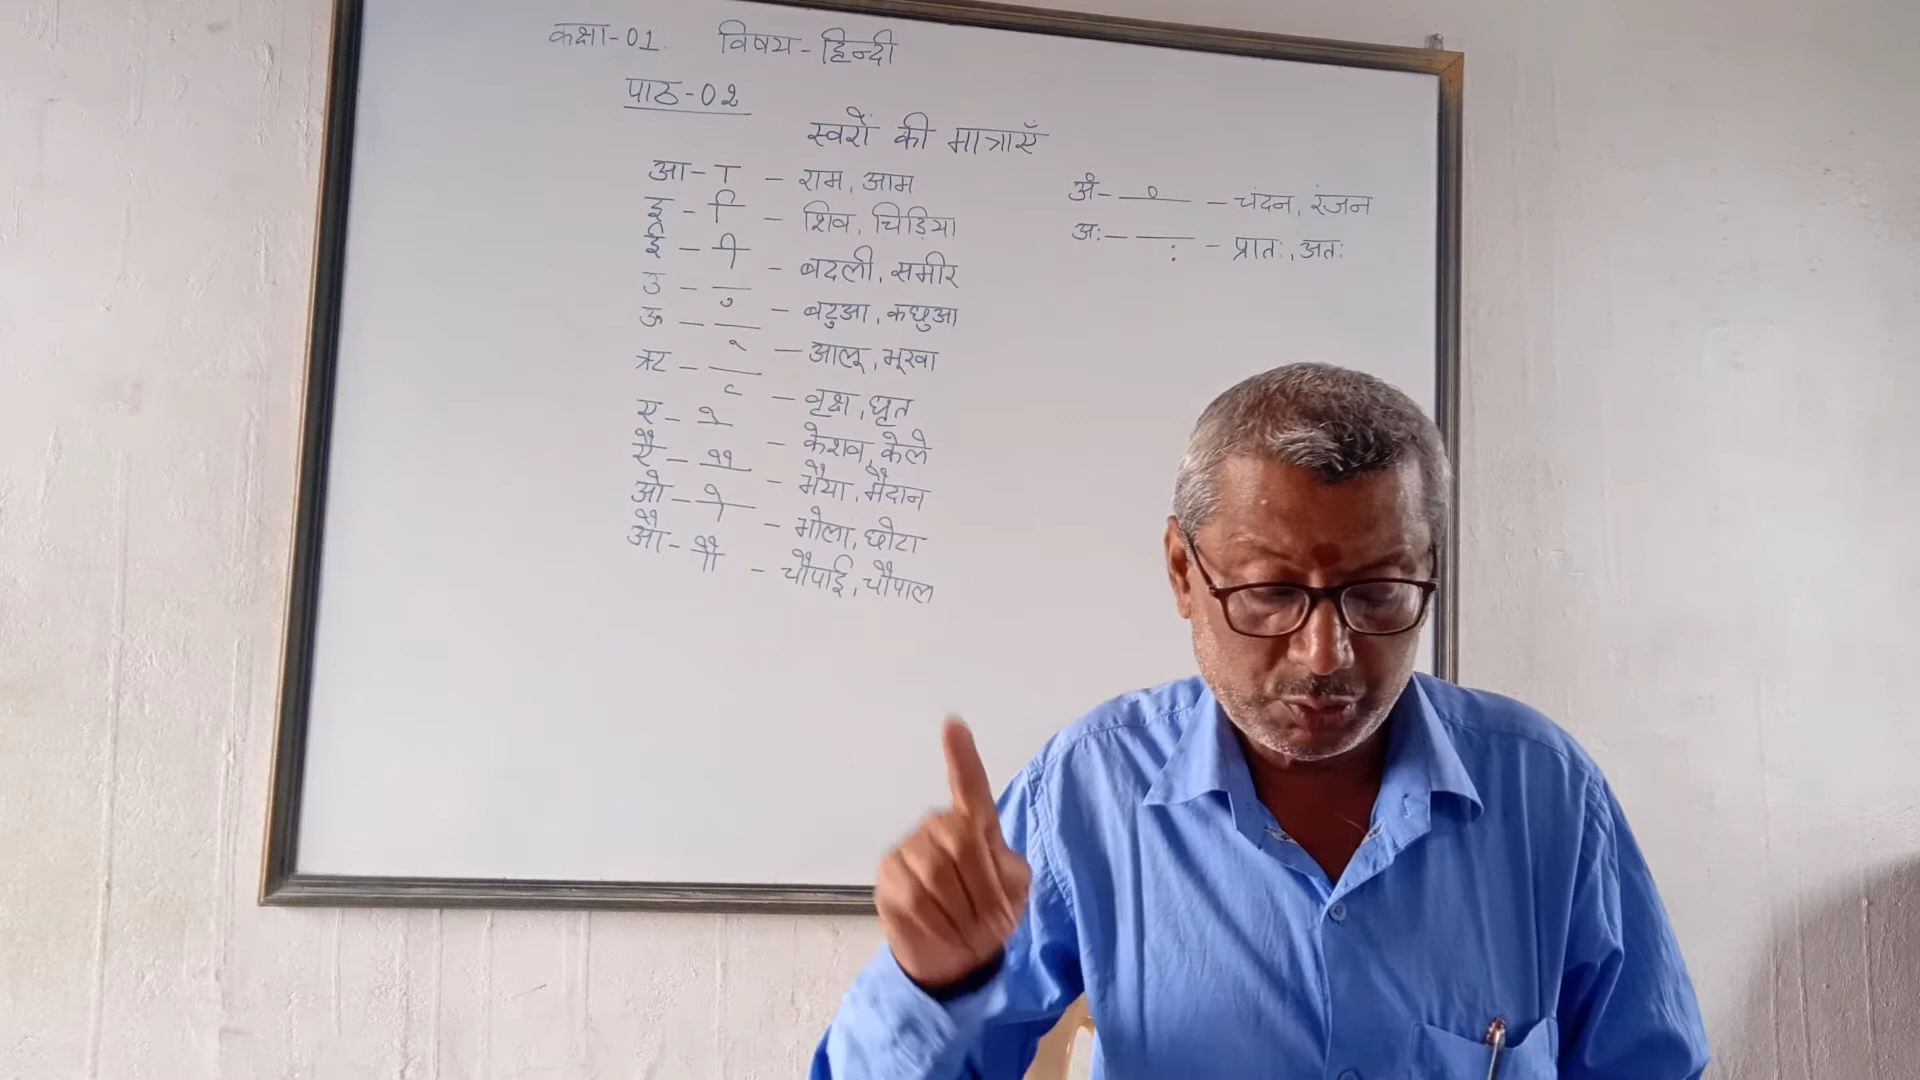 कक्षा-01. विषय-हिन्दी
पाठ-02
स्वरों की मात्राएँ
आ- ा - राम, आम
इ - ि - शिव, चिड़िया
ई - ी - बदली, समीर
उ - ु - बटुआ, कछुआ
ऊ - ू - आलू, भूखा
ऋ - ृ - वृक्ष, घृत
ए - े - केशव, केले
ऐ - ै - मैया, मैदान
ओ - ो - भोला, छोटा
औ - ौ - चौपाई, चौपाल
अं - ं - चंदन, रंजन
अः - ः - प्रातः, अतः